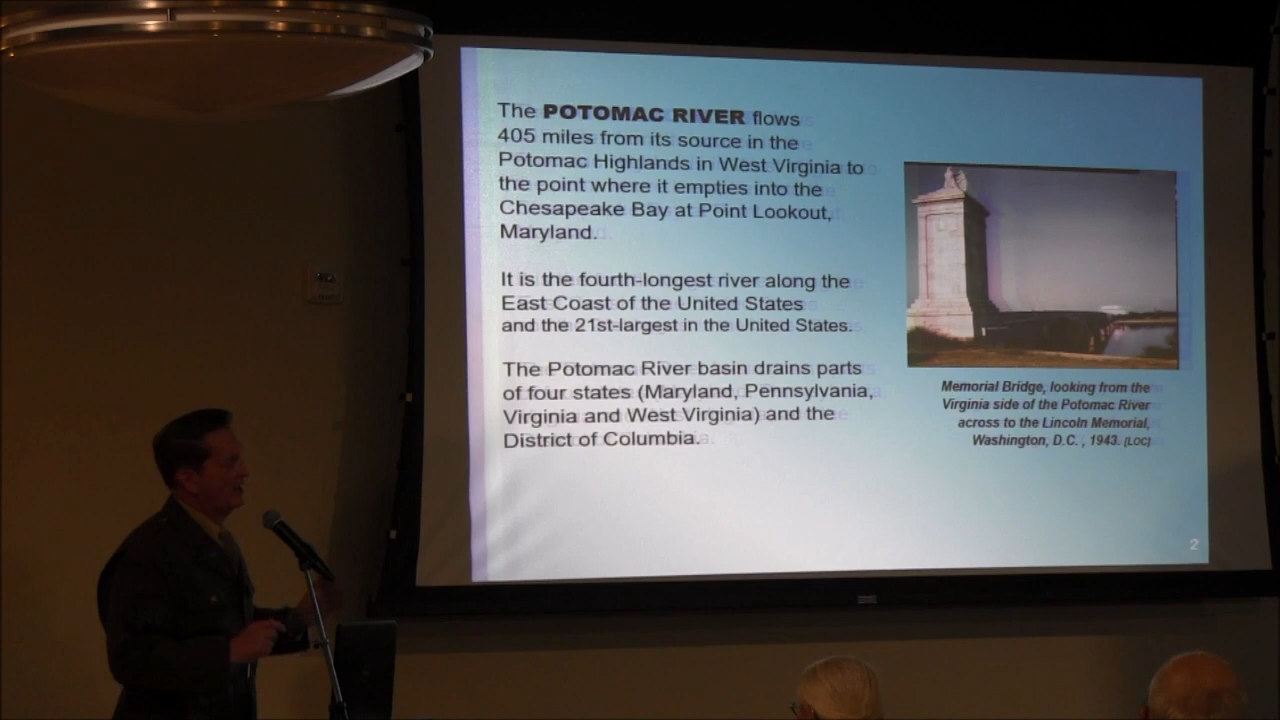 The POTOMAC RIVER flows
405 miles from its source in the
Potomac Highlands in West Virginia to
the point where it empties into the
Chesapeake Bay at Point Lookout,
Maryland.
It is the fourth-longest river along the
East Coast of the United States
and the 21st-largest in the United States.
The Potomac River basin drains parts
of four states (Maryland, Pennsylvania,
Virginia and West Virginia) and the
District of Columbia.
Memorial Bridge, looking from the
Virginia side of the Potomac River
across to the Lincoln Memorial,
Washington, D.C. , 1943. [LOC]
2